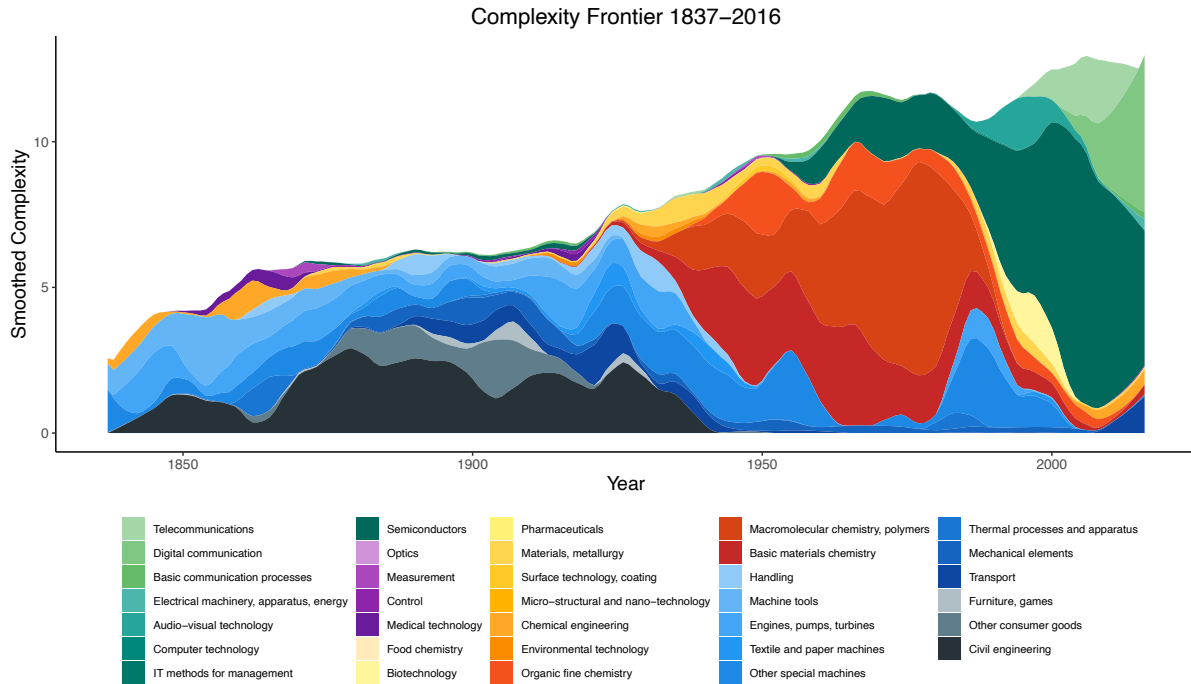 Complexity Frontier 1837−2016
10
5
0
Smoothed Complexity
1850 1900 1950 2000
Year
Telecommunications Semiconductors Pharmaceuticals Macromolecular chemistry, polymers Thermal processes and apparatus
Digital communication Optics Materials, metallurgy Basic materials chemistry Mechanical elements
Basic communication processes Measurement Surface technology, coating Handling Transport
Electrical machinery, apparatus, energy Control Micro−structural and nano−technology Machine tools Furniture, games
Audio−visual technology Medical technology Chemical engineering Engines, pumps, turbines Other consumer goods
Computer technology Food chemistry Environmental technology Textile and paper machines Civil engineering
IT methods for management Biotechnology Organic fine chemistry Other special machines